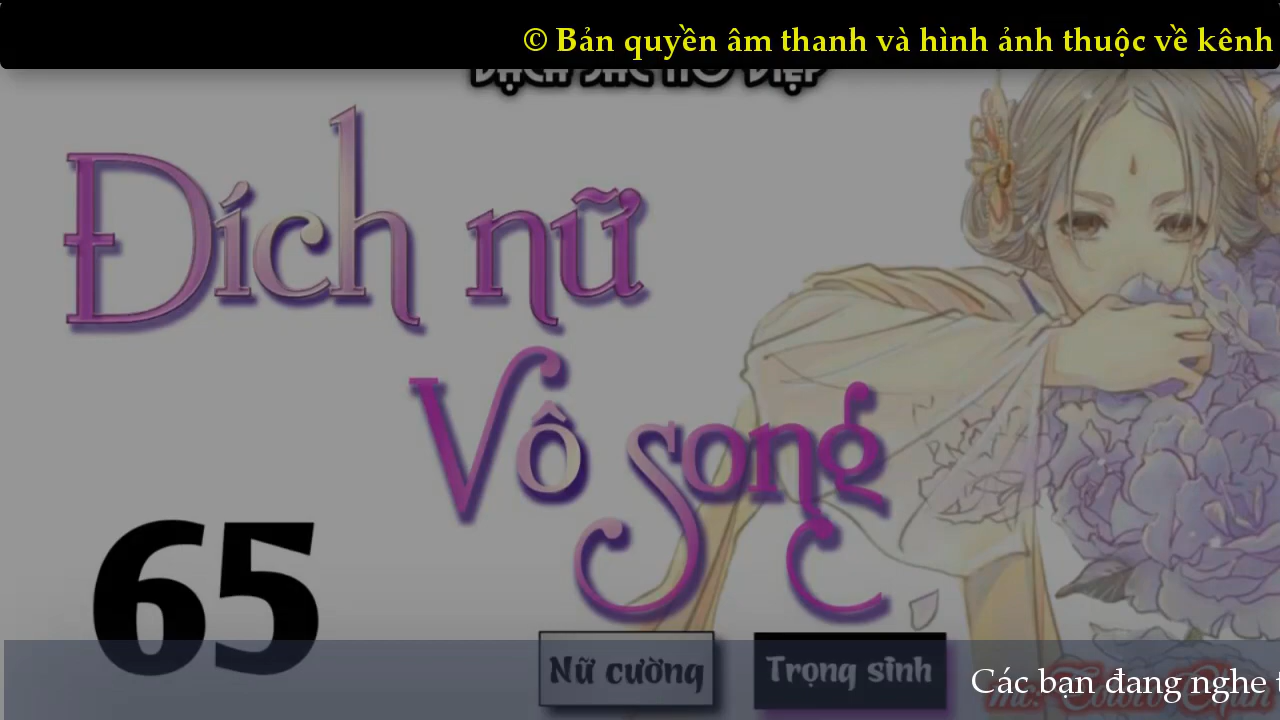 © Bản quyền âm thanh và hình ảnh thuộc về kênh
Đích nữ
Vô song
65
Nữ cường
Trọng sinh
Các bạn đang nghe